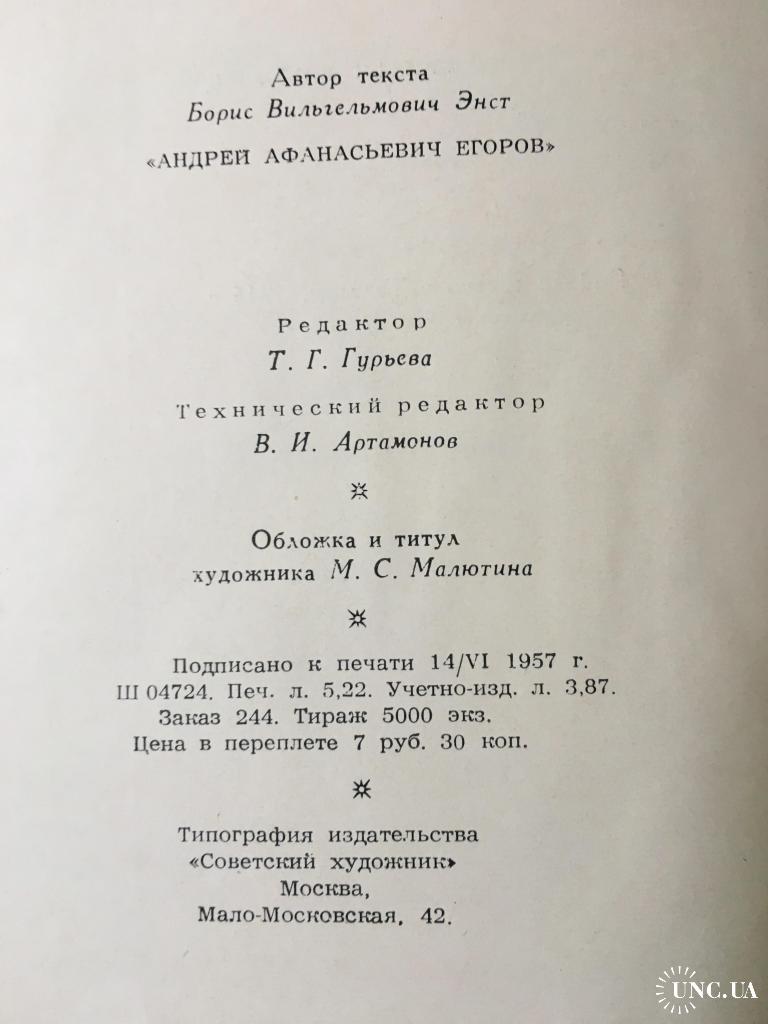 Автор текста
Борис Вильгельмович Энст
«АНДРЕЙ АФАНАСЬЕВИЧ ЕГОРОВ»
Редактор
Т. Г. Гурьева
Технический редактор
В. И. Артамонов
Обложка и титул
художника М. С. Малютина
Подписано к печати 14/VI 1957 г.
Ш 04724. Печ. л. 5,22. Учетно-изд. л. 3,87.
Заказ 244. Тираж 5000 экз.
Цена в переплете 7 руб. 30 коп.
Типография издательства
«Советский художник»
Москва,
Мало-Московская, 42.
UNC.UA